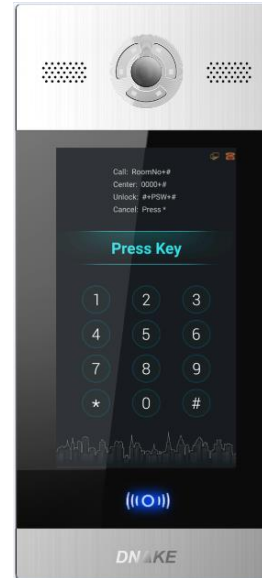 Call: RoomNo+#
Center: 0000+#
Unlock: #+PSW+#
Cancel: Press *
Press Key
1 2 3
4 5 6
7 8 9
* 0 #
DNAKE